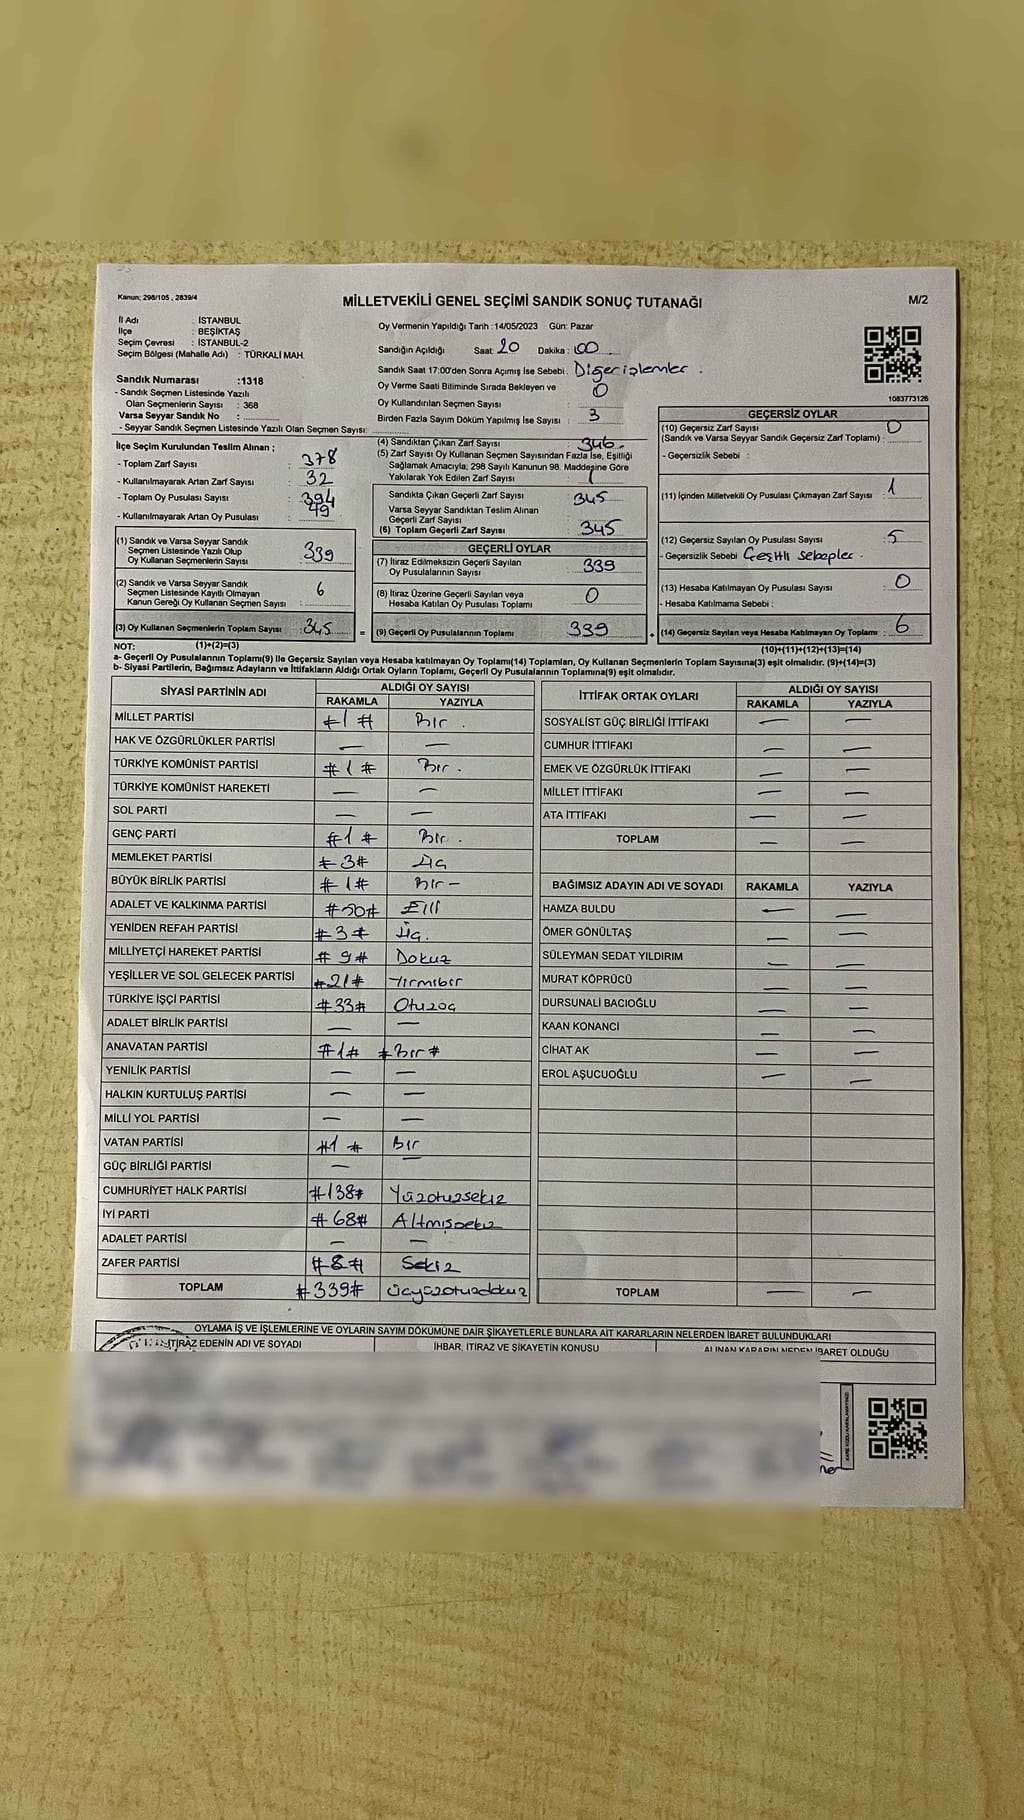 Kanun; 298/105 , 2839/4
MİLLETVEKİLİ GENEL SEÇİMİ SANDIK SONUÇ TUTANAĞI
M/2
İl Adı : İSTANBUL
İlçe : BEŞİKTAŞ
Seçim Çevresi : İSTANBUL-2
Seçim Bölgesi (Mahalle Adı) : TÜRKALİ MAH.
Sandık Numarası :1318
- Sandık Seçmen Listesinde Yazılı
Olan Seçmenlerin Sayısı : 368
Varsa Seyyar Sandık No :
- Seyyar Sandık Seçmen Listesinde Yazılı Olan Seçmen Sayısı:
Oy Vermenin Yapıldığı Tarih :14/05/2023 Gün: Pazar
Sandığın Açıldığı Saat: 20 Dakika : 00
Sandık Saat 17:00'den Sonra Açımış İse Sebebi : Diğer işlemler .
Oy Verme Saati Bitiminde Sırada Bekleyen ve
Oy Kullandırılan Seçmen Sayısı 0
Birden Fazla Sayım Döküm Yapılmış İse Sayısı : 3
1083773126
İlçe Seçim Kurulundan Teslim Alınan ;
- Toplam Zarf Sayısı : 378
- Kullanılmayarak Artan Zarf Sayısı : 32
- Toplam Oy Pusulası Sayısı : 394
- Kullanılmayarak Artan Oy Pusulası : 49
(1) Sandık ve Varsa Seyyar Sandık
Seçmen Listesinde Yazılı Olup
Oy Kullanan Seçmenlerin Sayısı : 339
(2) Sandık ve Varsa Seyyar Sandık
Seçmen Listesinde Kayıtlı Olmayan
Kanun Gereği Oy Kullanan Seçmen Sayısı : 6
(3) Oy Kullanan Seçmenlerin Toplam Sayısı : 345
(4) Sandıktan Çıkan Zarf Sayısı : 346
(5) Zarf Sayısı Oy Kullanan Seçmen Sayısından Fazla İse, Eşitliği
Sağlamak Amacıyla; 298 Sayılı Kanunun 98. Maddesine Göre
Yakılarak Yok Edilen Zarf Sayısı : 1
Sandıkta Çıkan Geçerli Zarf Sayısı : 345
Varsa Seyyar Sandıktan Teslim Alınan
Geçerli Zarf Sayısı :
(6) Toplam Geçerli Zarf Sayısı : 345
GEÇERLİ OYLAR
(7) İtiraz Edilmeksizin Geçerli Sayılan
Oy Pusulalarının Sayısı : 339
(8) İtiraz Üzerine Geçerli Sayılan veya
Hesaba Katılan Oy Pusulası Toplamı : 0
= (9) Geçerli Oy Pusulalarının Toplamı : 339
GEÇERSİZ OYLAR
(10) Geçersiz Zarf Sayısı : 0
(Sandık ve Varsa Seyyar Sandık Geçersiz Zarf Toplamı) :
- Geçersizlik Sebebi :
(11) İçinden Milletvekili Oy Pusulası Çıkmayan Zarf Sayısı : 1
(12) Geçersiz Sayılan Oy Pusulası Sayısı : 5
- Geçersizlik Sebebi : Çeşitli sebepler .
(13) Hesaba Katılmayan Oy Pusulası Sayısı : 0
- Hesaba Katılmama Sebebi :
+ (14) Geçersiz Sayılan veya Hesaba Katılmayan Oy Toplamı : 6
NOT: (1)+(2)=(3) (10)+(11)+(12)+(13)=(14)
a- Geçerli Oy Pusulalarının Toplamı(9) ile Geçersiz Sayılan veya Hesaba katılmayan Oy Toplamı(14) Toplamları, Oy Kullanan Seçmenlerin Toplam Sayısına(3) eşit olmalıdır. (9)+(14)=(3)
b- Siyasi Partilerin, Bağımsız Adayların ve İttifakların Aldığı Oyların Toplamı, Geçerli Oy Pusulalarının Toplamına(9) eşit olmalıdır.
SİYASİ PARTİNİN ADI ALDIĞI OY SAYISI
RAKAMLA YAZIYLA
MİLLET PARTİSİ #1# Bir .
HAK VE ÖZGÜRLÜKLER PARTİSİ — —
TÜRKİYE KOMÜNİST PARTİSİ #1# Bir .
TÜRKİYE KOMÜNİST HAREKETİ — —
SOL PARTİ — —
GENÇ PARTİ #1# Bir .
MEMLEKET PARTİSİ #3# Üç
BÜYÜK BİRLİK PARTİSİ #1# Bir –
ADALET VE KALKINMA PARTİSİ #50# Elli
YENİDEN REFAH PARTİSİ #3# Üç.
MİLLİYETÇİ HAREKET PARTİSİ #9# Dokuz
YEŞİLLER VE SOL GELECEK PARTİSİ #21# Yirmibir
TÜRKİYE İŞÇİ PARTİSİ #33# Otuzüç
ADALET BİRLİK PARTİSİ — —
ANAVATAN PARTİSİ #1# #Bir#
YENİLİK PARTİSİ — —
HALKIN KURTULUŞ PARTİSİ — —
MİLLİ YOL PARTİSİ — —
VATAN PARTİSİ #1# Bir
GÜÇ BİRLİĞİ PARTİSİ — —
CUMHURİYET HALK PARTİSİ #138# Yüzotuzsekiz
İYİ PARTİ #68# Altmışsekiz
ADALET PARTİSİ — —
ZAFER PARTİSİ #8# Sekiz
TOPLAM #339# Üçyüzotuzdokuz
İTTİFAK ORTAK OYLARI ALDIĞI OY SAYISI
RAKAMLA YAZIYLA
SOSYALİST GÜÇ BİRLİĞİ İTTİFAKI — —
CUMHUR İTTİFAKI — —
EMEK VE ÖZGÜRLÜK İTTİFAKI — —
MİLLET İTTİFAKI — —
ATA İTTİFAKI — —
TOPLAM — —
BAĞIMSIZ ADAYIN ADI VE SOYADI RAKAMLA YAZIYLA
HAMZA BULDU — —
ÖMER GÖNÜLTAŞ — —
SÜLEYMAN SEDAT YILDIRIM — —
MURAT KÖPRÜCÜ — —
DURSUNALİ BACIOĞLU — —
KAAN KONANCİ — —
CİHAT AK — —
EROL AŞUCUOĞLU — —
TOPLAM — —
OYLAMA İŞ VE İŞLEMLERİNE VE OYLARIN SAYIM DÖKÜMÜNE DAİR ŞİKAYETLERLE BUNLARA AİT KARARLARIN NELERDEN İBARET BULUNDUKLARI
İTİRAZ EDENİN ADI VE SOYADI İHBAR, İTİRAZ VE ŞİKAYETİN KONUSU ALINAN KARARIN NEDEN İBARET OLDUĞU